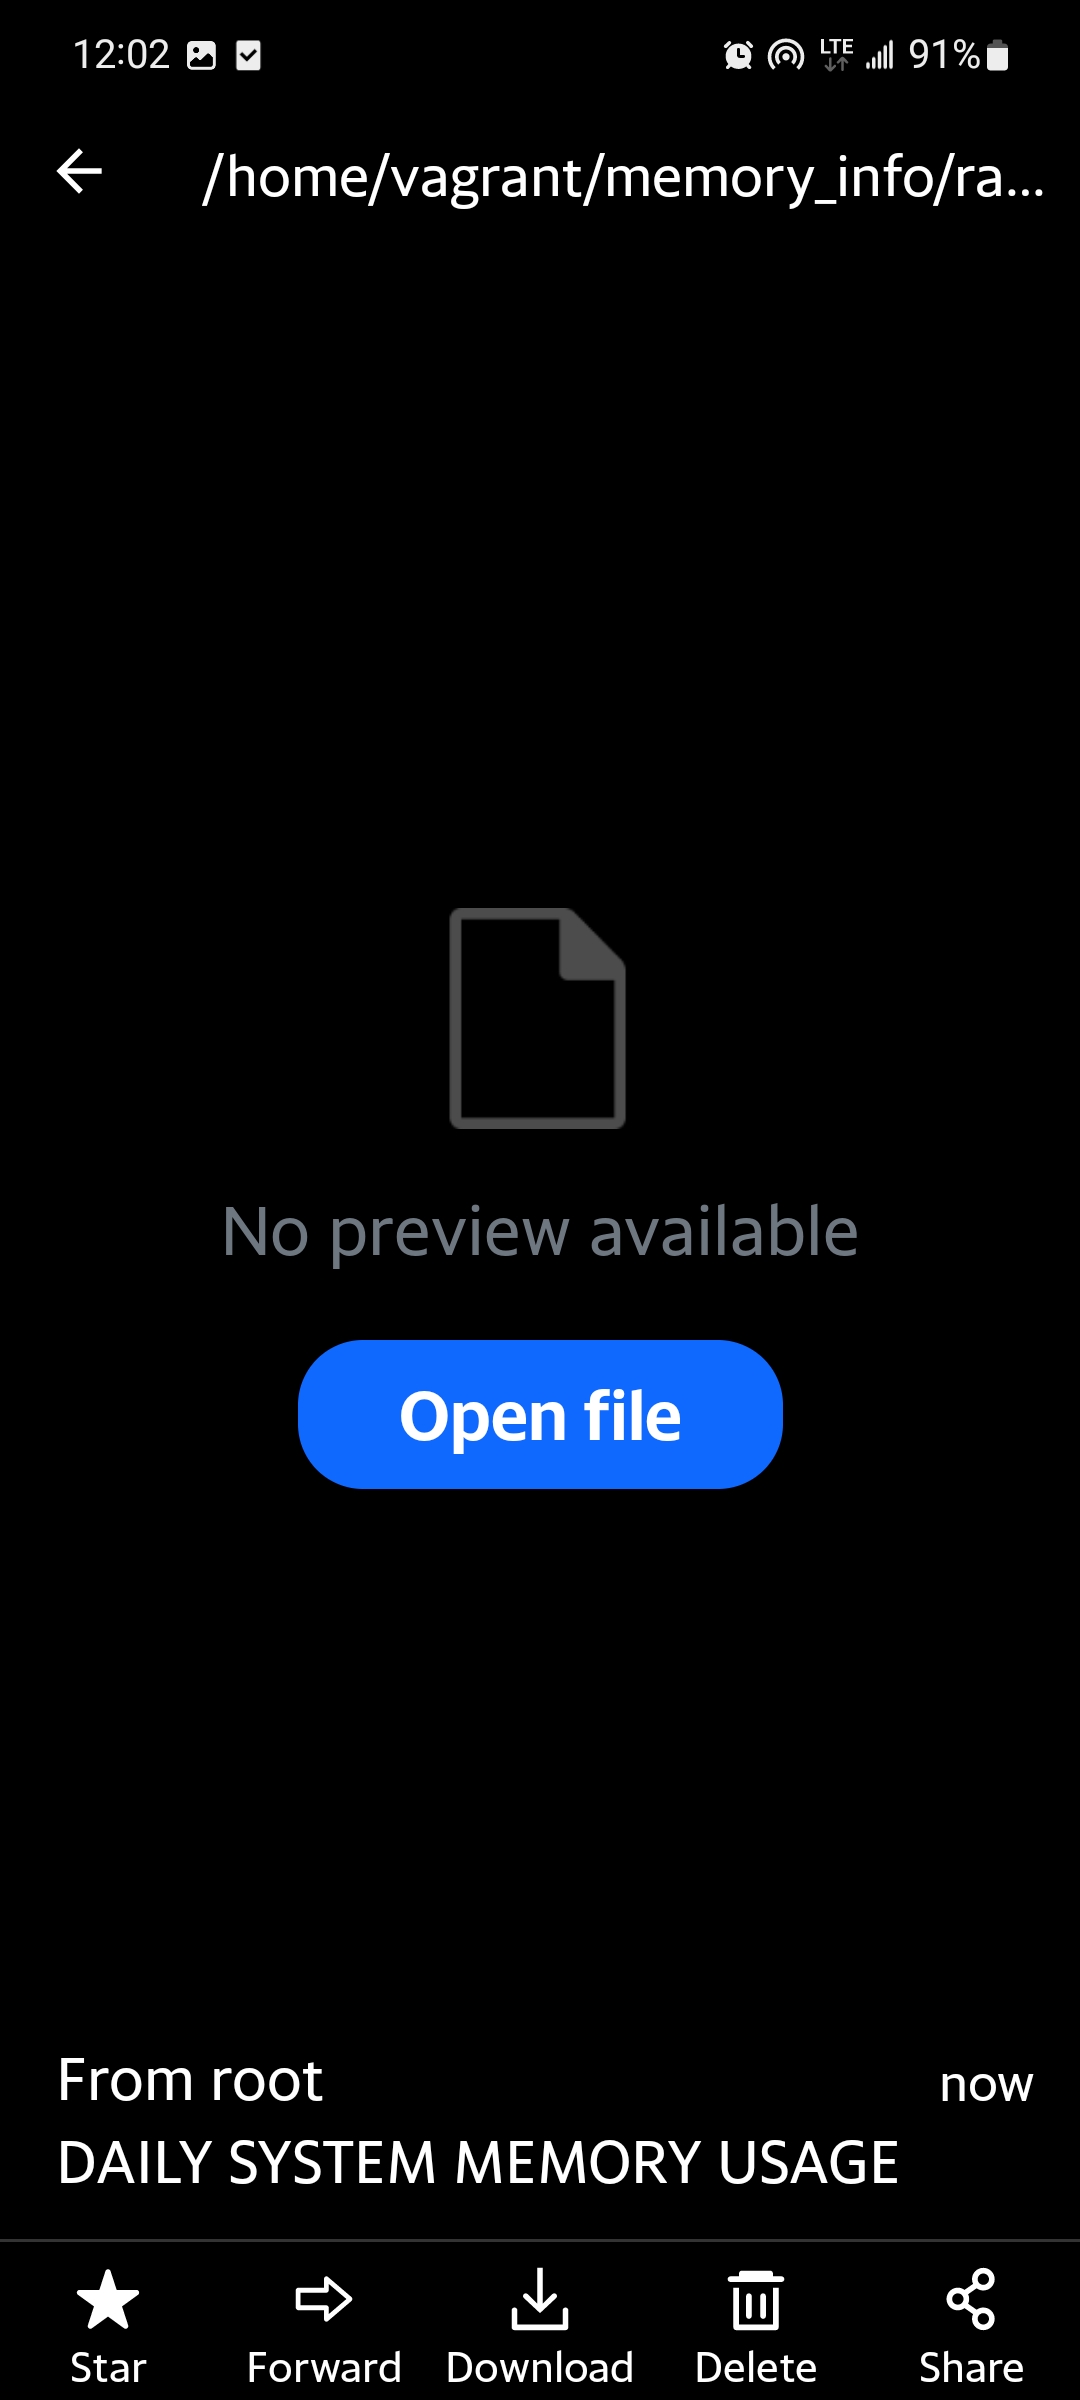 12:02 LTE 91%
/home/vagrant/memory_info/ra...
No preview available
Open file
From root now
DAILY SYSTEM MEMORY USAGE
Star Forward Download Delete Share